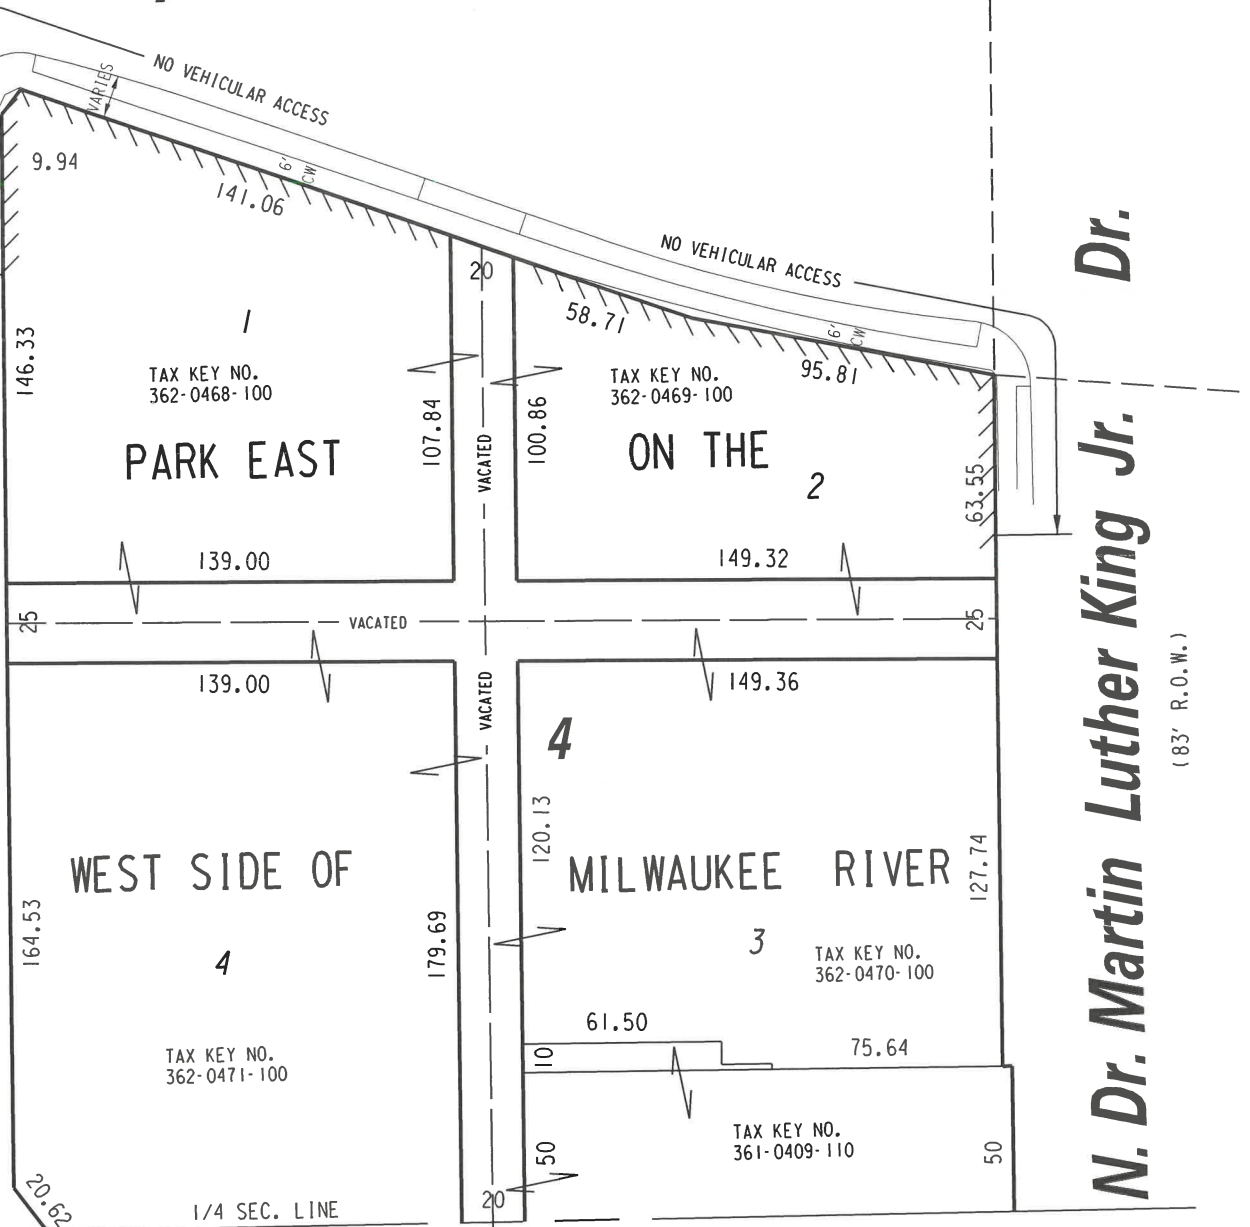 NO VEHICULAR ACCESS
VARIES
9.94
6' CW
141.06
NO VEHICULAR ACCESS
20
58.71
6' CW
95.81
1
146.33
TAX KEY NO.
362-0468-100
107.84
VACATED
100.86
TAX KEY NO.
362-0469-100
PARK EAST
ON THE
2
63.55
139.00
149.32
25
VACATED
25
139.00
149.36
VACATED
4
120.13
WEST SIDE OF
MILWAUKEE RIVER
127.74
164.53
4
179.69
3
TAX KEY NO.
362-0470-100
61.50
75.64
TAX KEY NO.
362-0471-100
10
TAX KEY NO.
361-0409-110
50
50
20.62
1/4 SEC. LINE
20
N. Dr. Martin Luther King Jr. Dr.
(83' R.O.W.)